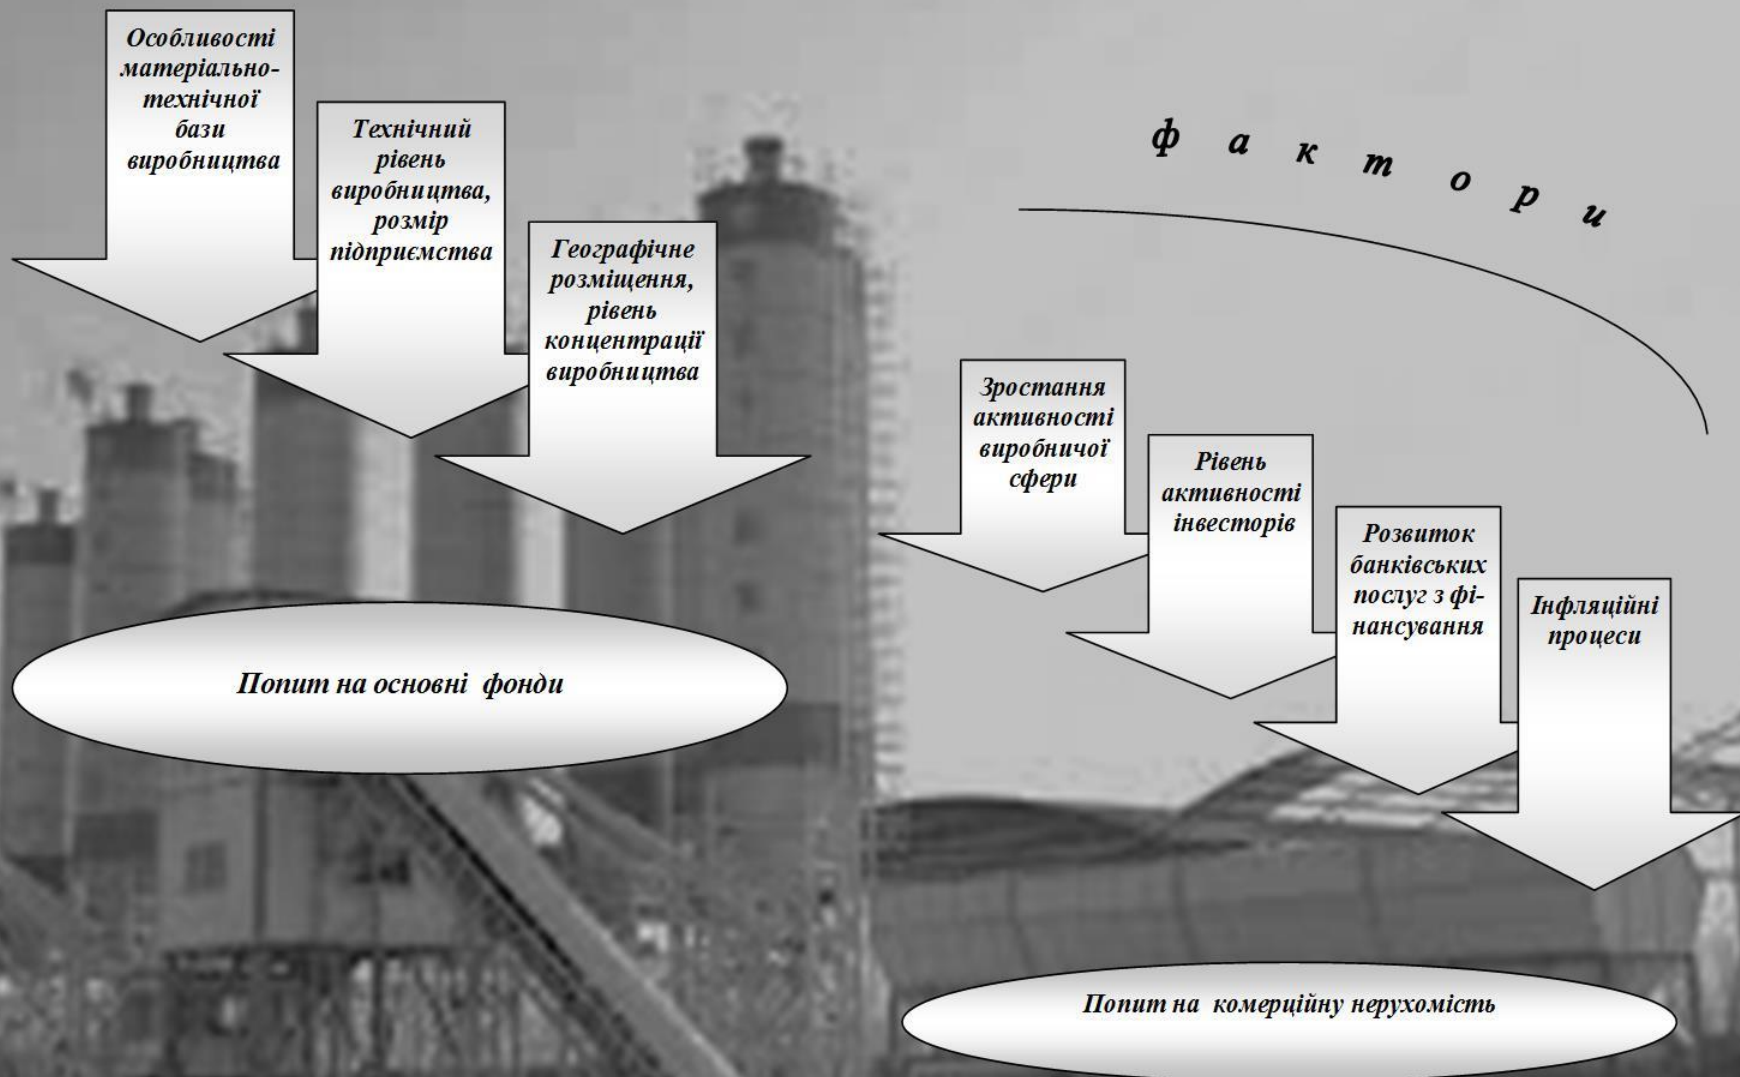 Особливості
матеріально-
технічної
бази
виробництва
Технічний
рівень
виробництва,
розмір
підприємства
Географічне
розміщення,
рівень
концентрації
виробництва
Попит на основні фонди
фактори
Зростання
активності
виробничої
сфери
Рівень
активності
інвесторів
Розвиток
банківських
послуг з фі-
нансування
Інфляційні
процеси
Попит на комерційну нерухомість